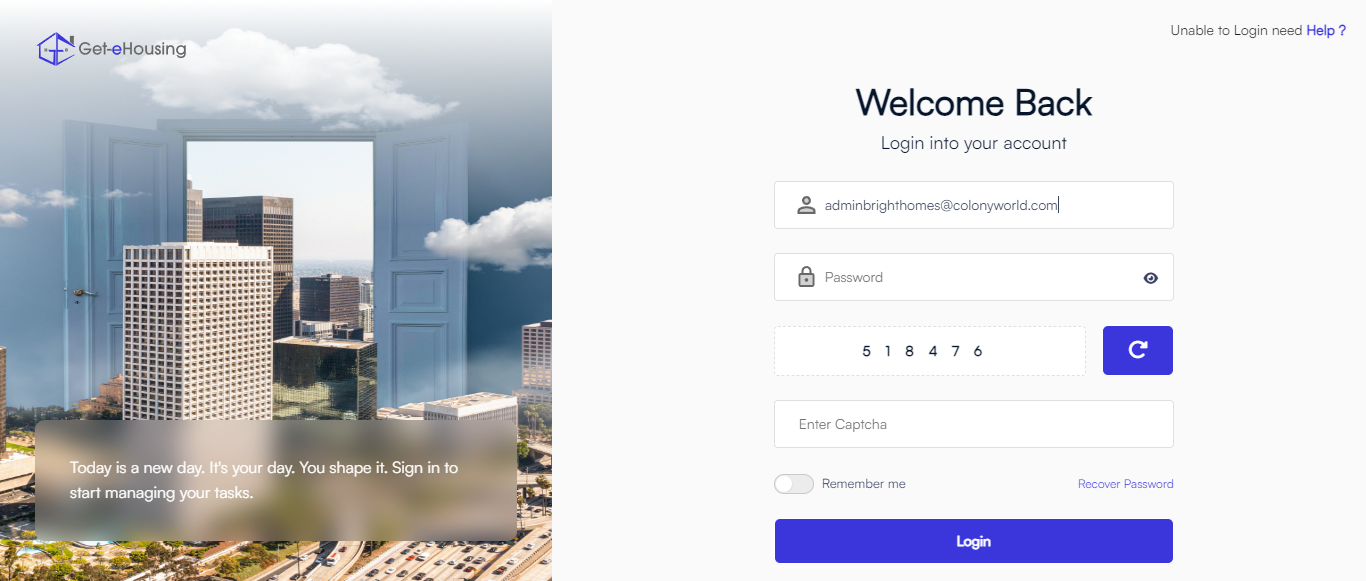 Get-eHousing
Today is a new day. It's your day. You shape it. Sign in to
start managing your tasks.
Unable to Login need Help ?
Welcome Back
Login into your account
adminbrighthomes@colonyworld.com
Password
5 1 8 4 7 6
Enter Captcha
Remember me
Recover Password
Login